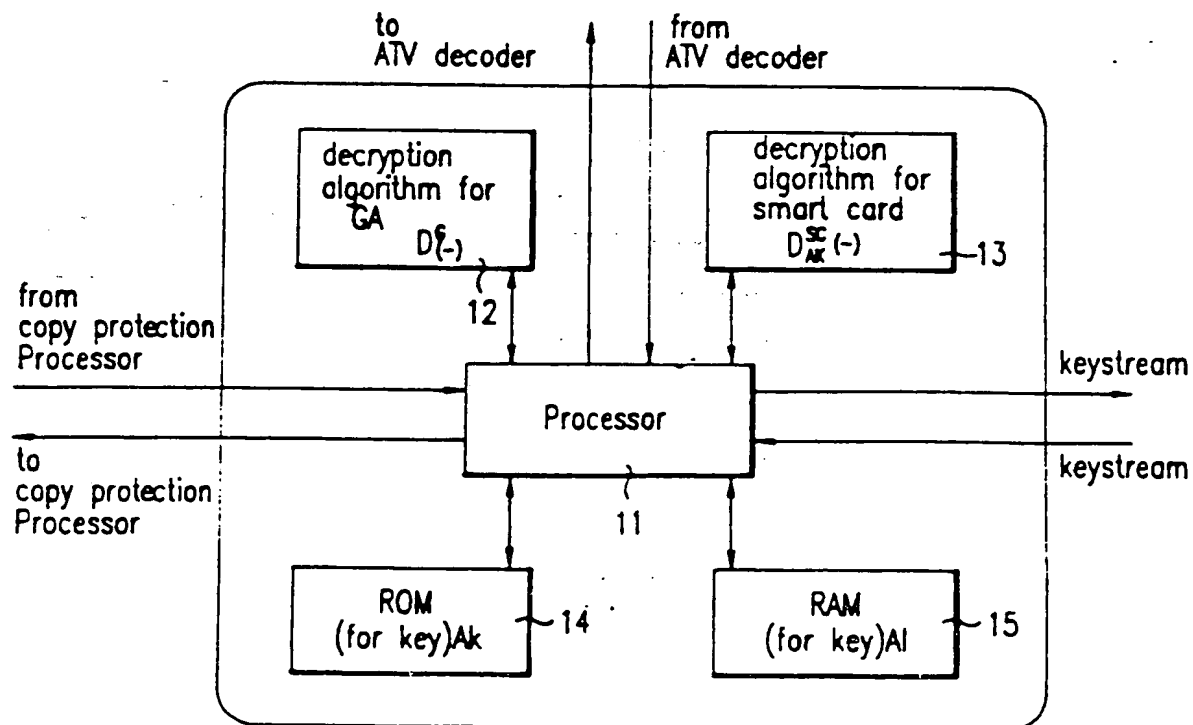 to
ATV decoder
from
ATV decoder
decryption
algorithm for
GA
D^G(-)
12
decryption
algorithm for
smart card
D^SC_AK(-)
13
from
copy protection
Processor
to
copy protection
Processor
Processor
11
keystream
keystream
ROM
(for key)Ak
14
RAM
(for key)Al
15